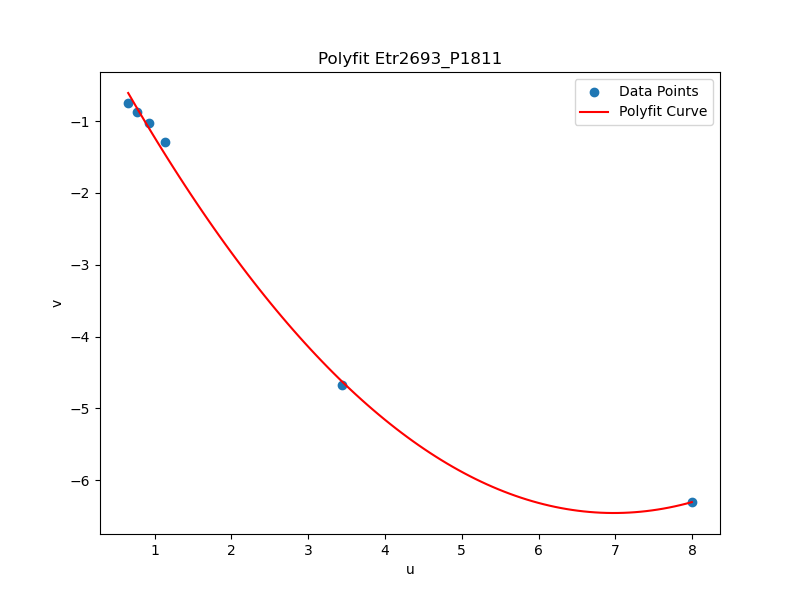 Polyfit Etr2693_P1811
Data Points
Polyfit Curve
−1
−2
−3
−4
−5
−6
v
1 2 3 4 5 6 7 8
u